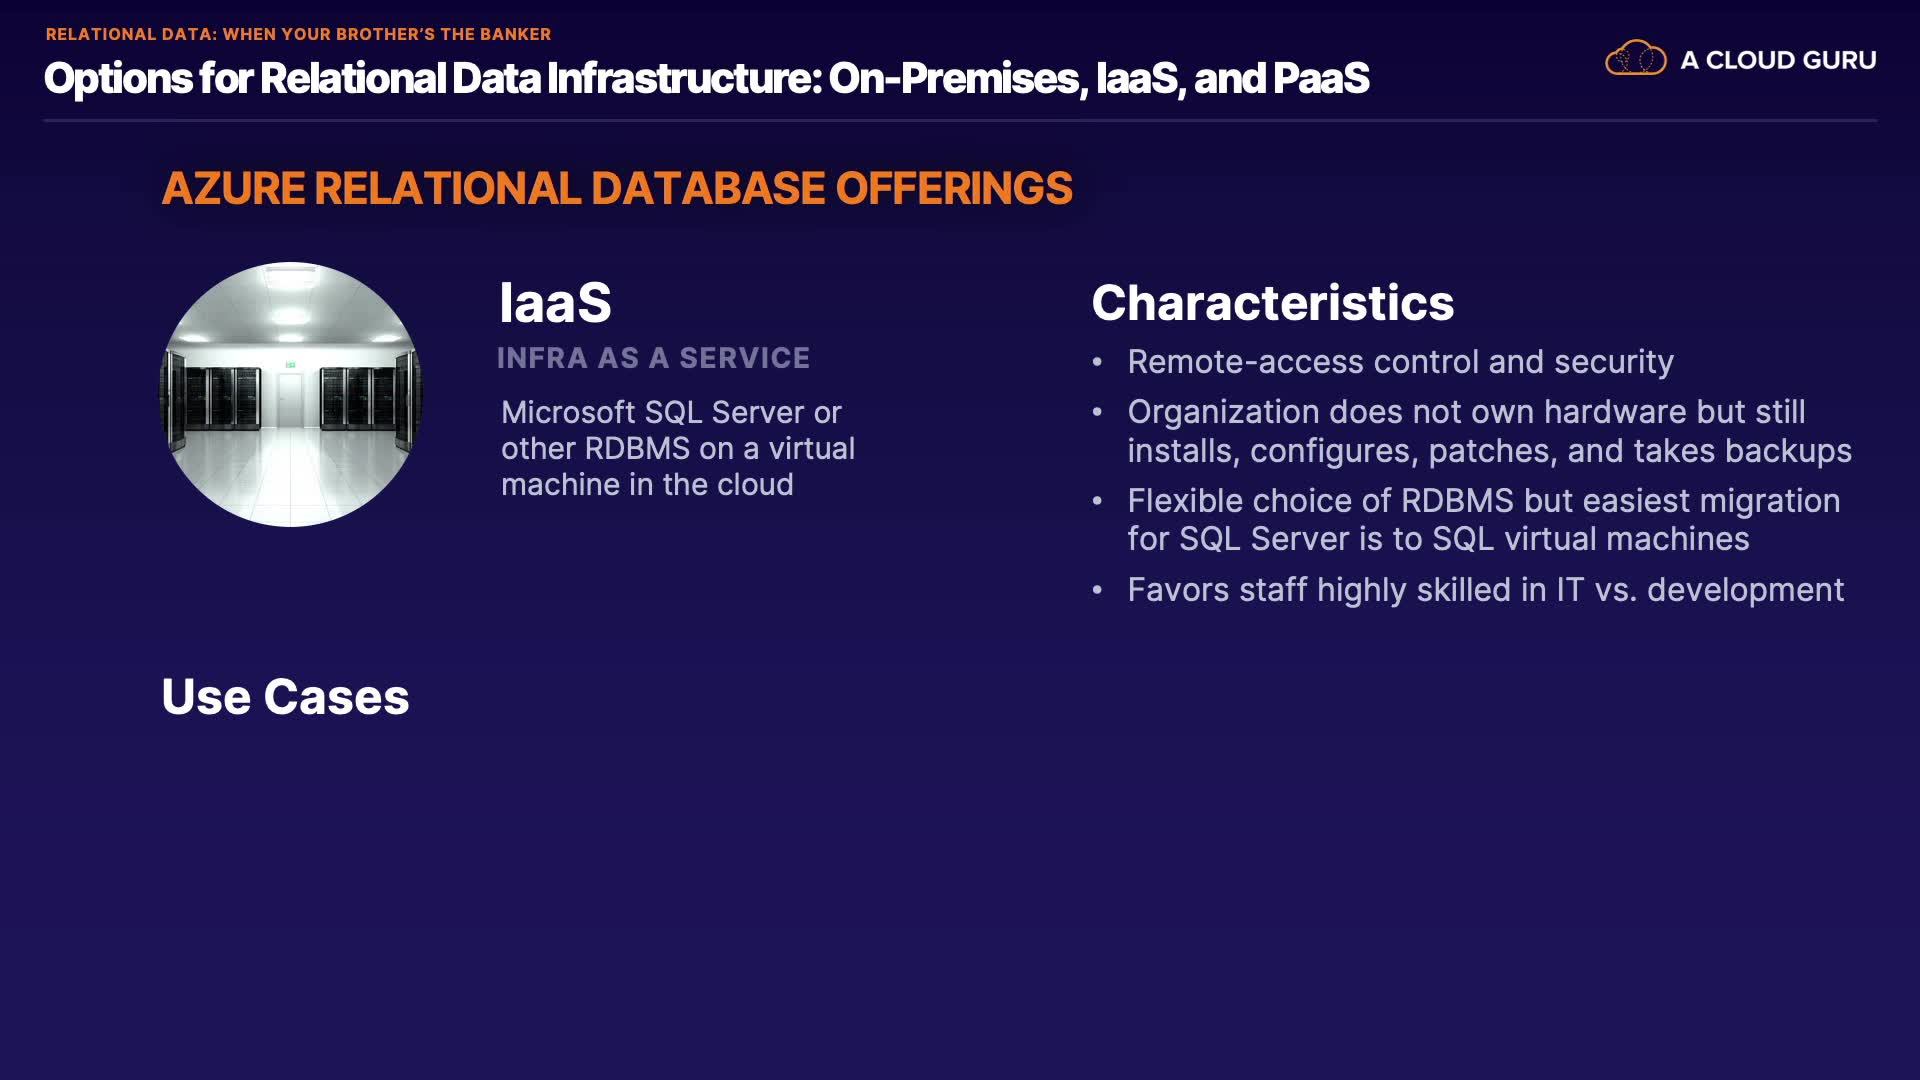 RELATIONAL DATA: WHEN YOUR BROTHER'S THE BANKER
Options for Relational Data Infrastructure: On-Premises, IaaS, and PaaS
A CLOUD GURU
AZURE RELATIONAL DATABASE OFFERINGS
IaaS
INFRA AS A SERVICE
Microsoft SQL Server or
other RDBMS on a virtual
machine in the cloud
Characteristics
• Remote-access control and security
• Organization does not own hardware but still
installs, configures, patches, and takes backups
• Flexible choice of RDBMS but easiest migration
for SQL Server is to SQL virtual machines
• Favors staff highly skilled in IT vs. development
Use Cases